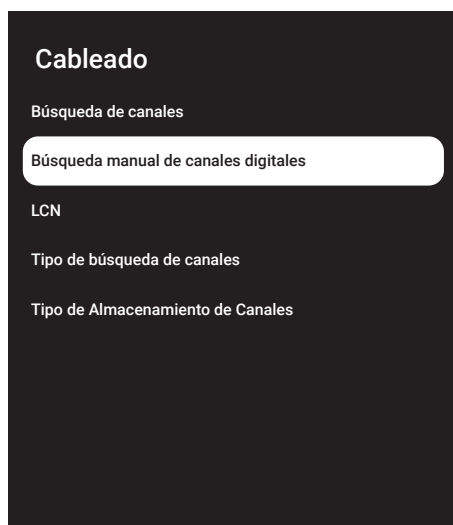 Cableado
Búsqueda de canales
Búsqueda manual de canales digitales
LCN
Tipo de búsqueda de canales
Tipo de Almacenamiento de Canales